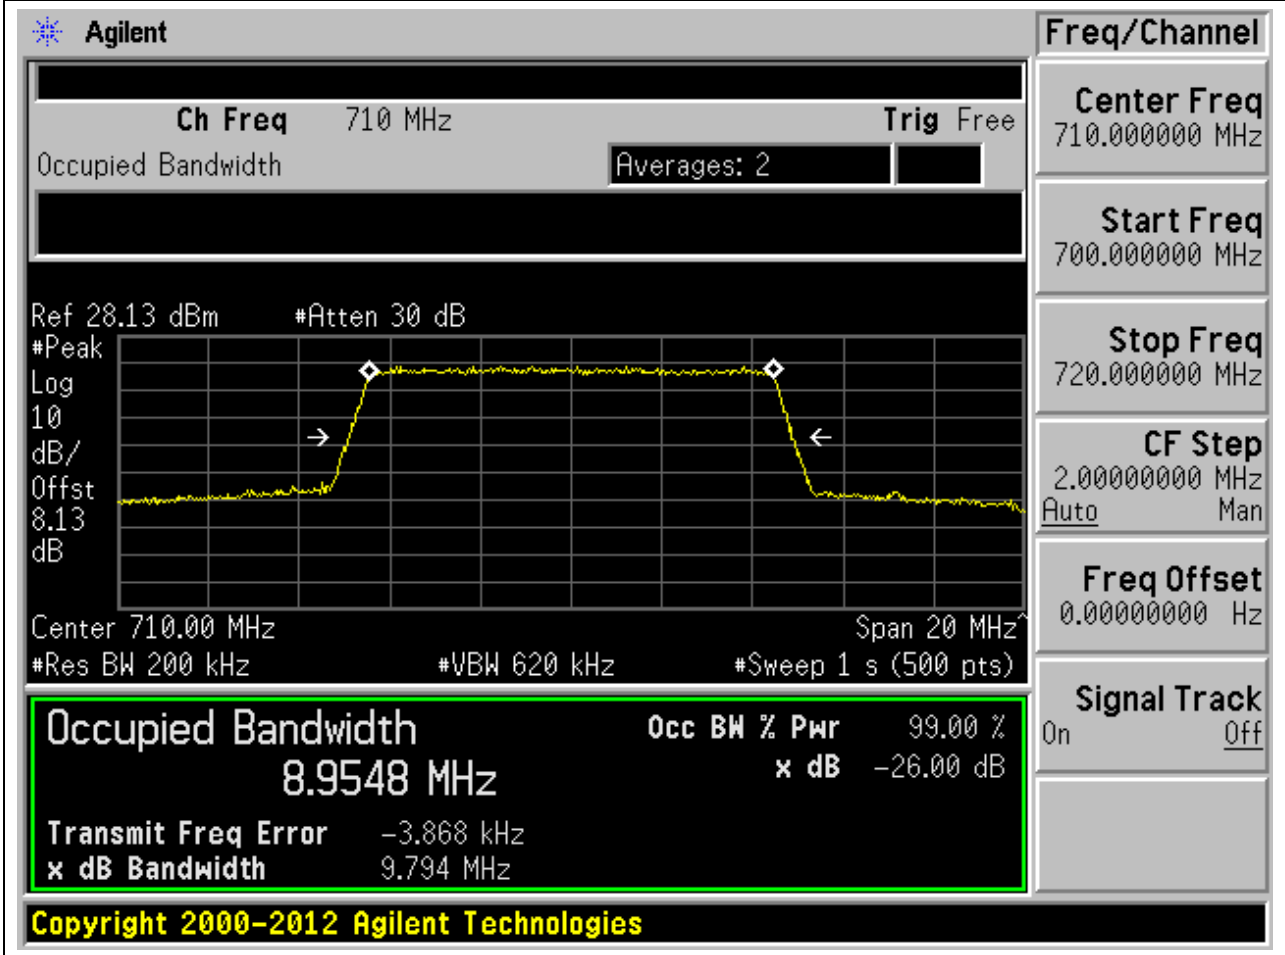 Agilent
Freq/Channel
Ch Freq 710 MHz Trig Free
Occupied Bandwidth Averages: 2
Center Freq
710.000000 MHz
Start Freq
700.000000 MHz
Stop Freq
720.000000 MHz
CF Step
2.00000000 MHz
Auto Man
Freq Offset
0.00000000 Hz
Signal Track
On Off
Ref 28.13 dBm #Atten 30 dB
#Peak
Log
10
dB/
Offst
8.13
dB
Center 710.00 MHz Span 20 MHz^
#Res BW 200 kHz #VBW 620 kHz #Sweep 1 s (500 pts)
Occupied Bandwidth Occ BW % Pwr 99.00 %
8.9548 MHz x dB -26.00 dB
Transmit Freq Error -3.868 kHz
x dB Bandwidth 9.794 MHz
Copyright 2000-2012 Agilent Technologies